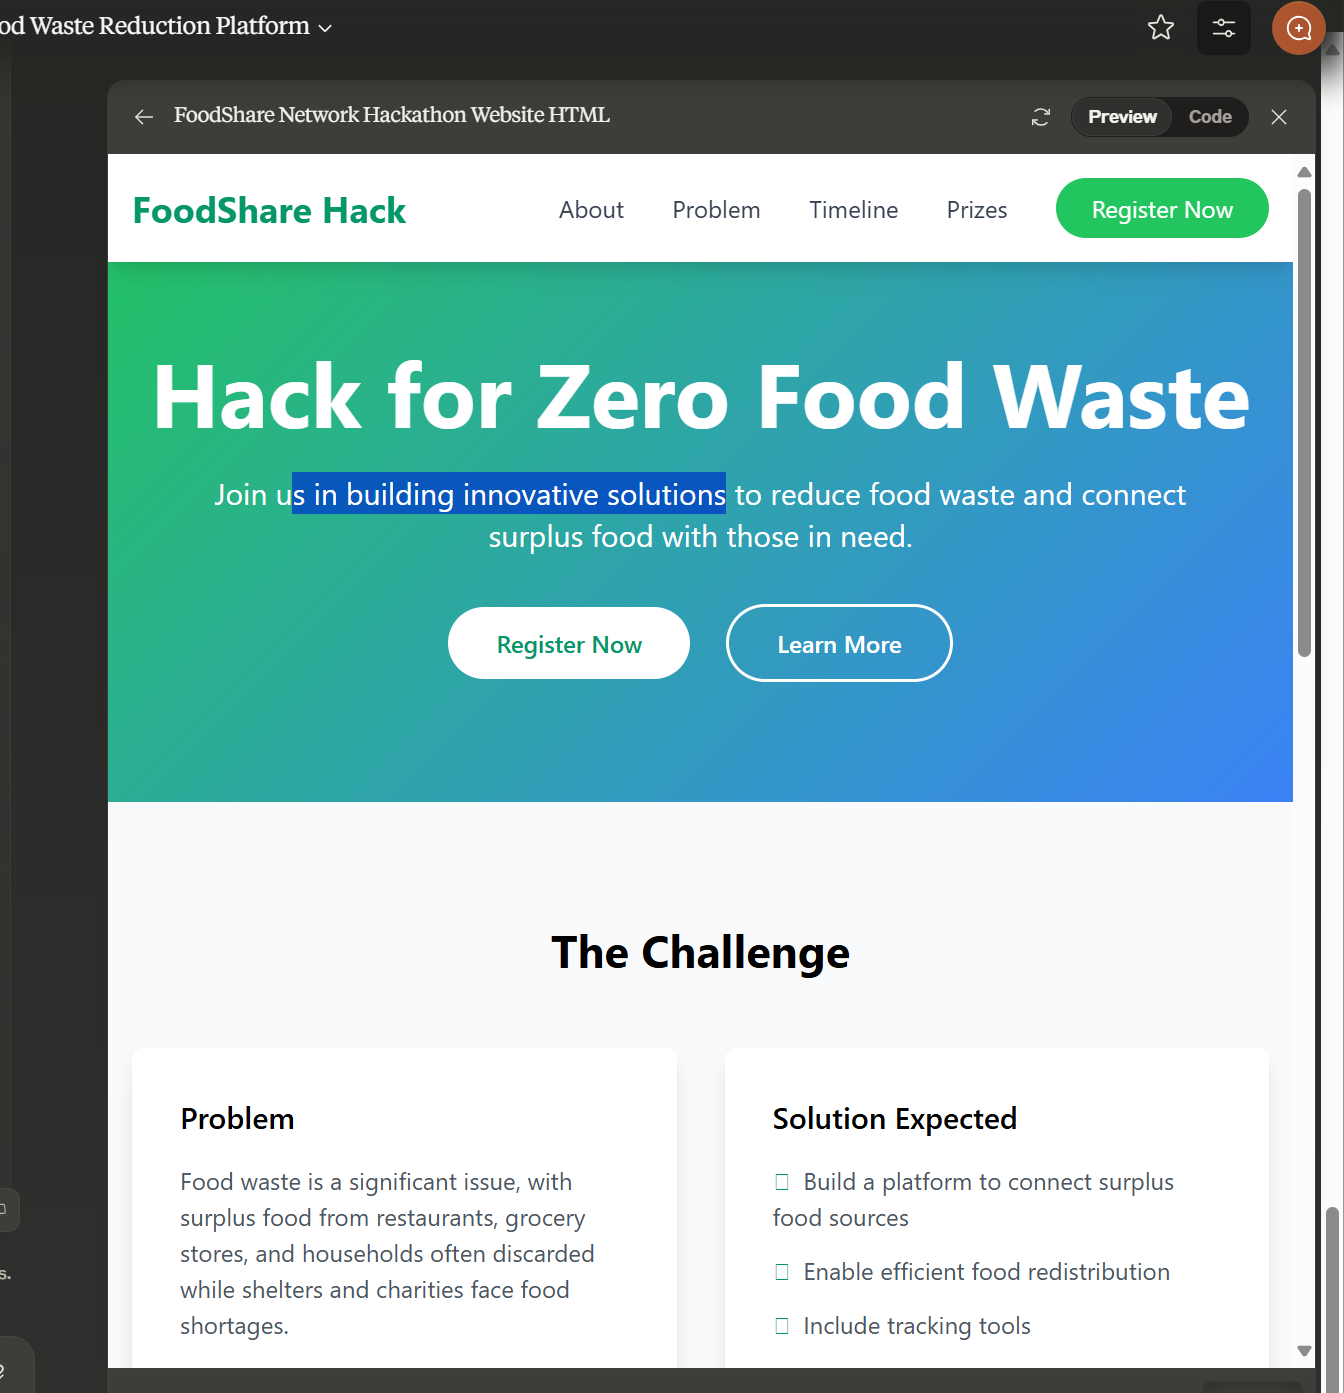 od Waste Reduction Platform
FoodShare Network Hackathon Website HTML
Preview
Code
FoodShare Hack
About
Problem
Timeline
Prizes
Register Now
Hack for Zero Food Waste
Join us in building innovative solutions to reduce food waste and connect
surplus food with those in need.
Register Now
Learn More
The Challenge
Problem
Food waste is a significant issue, with
surplus food from restaurants, grocery
stores, and households often discarded
while shelters and charities face food
shortages.
Solution Expected
Build a platform to connect surplus
food sources
Enable efficient food redistribution
Include tracking tools
s.